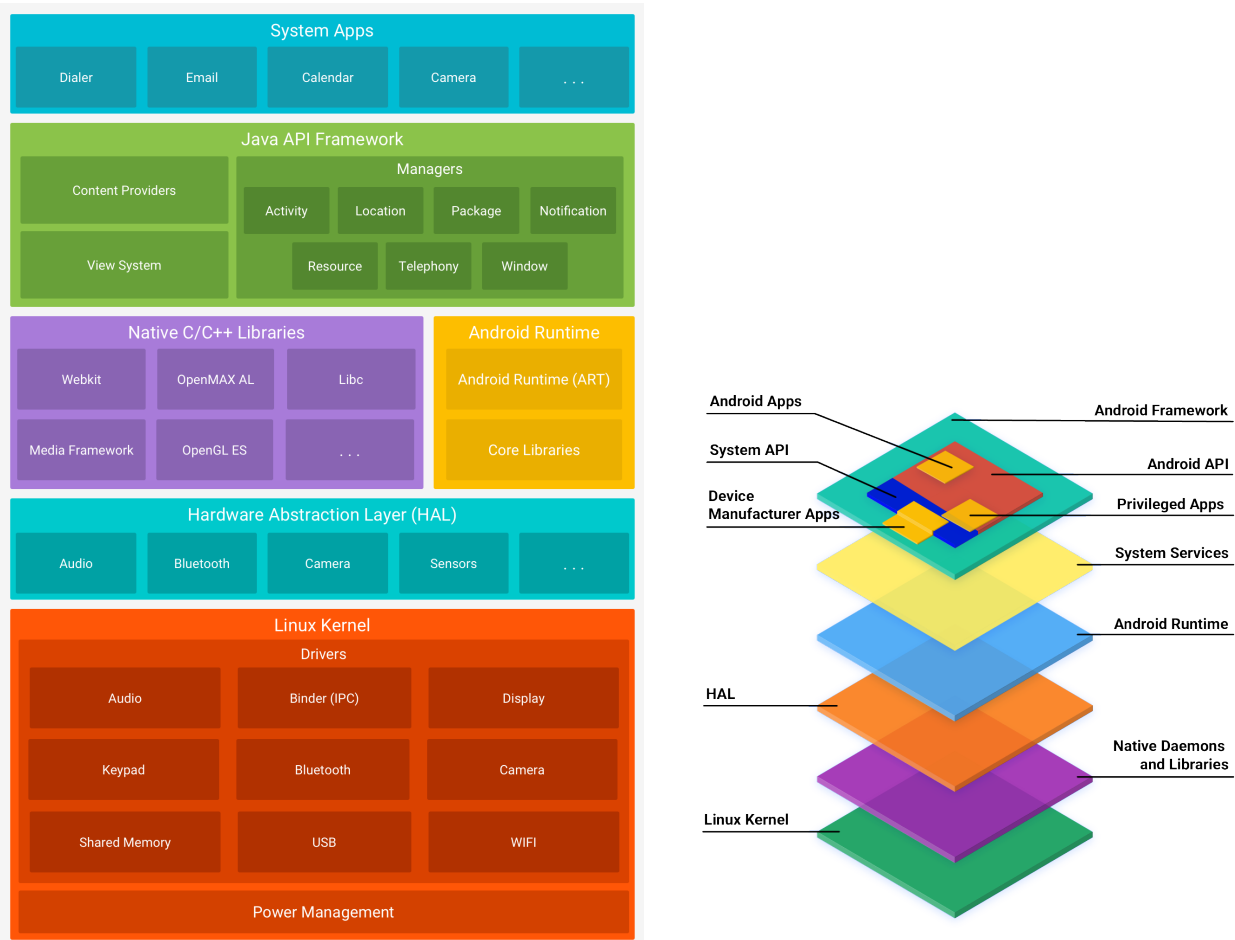 System Apps
Dialer
Email
Calendar
Camera
. . .
Java API Framework
Content Providers
View System
Managers
Activity
Location
Package
Notification
Resource
Telephony
Window
Native C/C++ Libraries
Webkit
OpenMAX AL
Libc
Media Framework
OpenGL ES
. . .
Android Runtime
Android Runtime (ART)
Core Libraries
Hardware Abstraction Layer (HAL)
Audio
Bluetooth
Camera
Sensors
. . .
Linux Kernel
Drivers
Audio
Binder (IPC)
Display
Keypad
Bluetooth
Camera
Shared Memory
USB
WIFI
Power Management
Android Apps
Android Framework
System API
Android API
Device
Manufacturer Apps
Privileged Apps
System Services
Android Runtime
HAL
Native Daemons
and Libraries
Linux Kernel